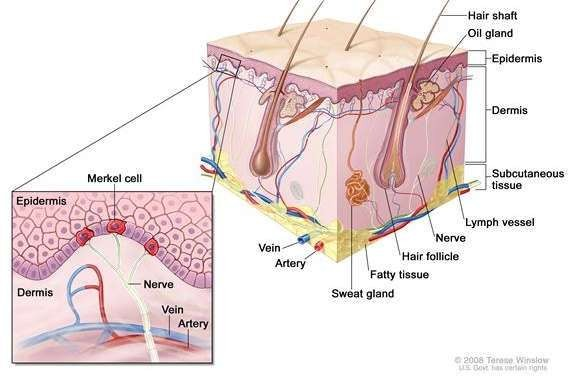 Hair shaft
Oil gland
Epidermis
Dermis
Subcutaneous
tissue
Lymph vessel
Nerve
Hair follicle
Fatty tissue
Sweat gland
Vein
Artery
Merkel cell
Epidermis
Dermis
Nerve
Vein
Artery
© 2008 Terese Winslow
U.S. Govt. has certain rights